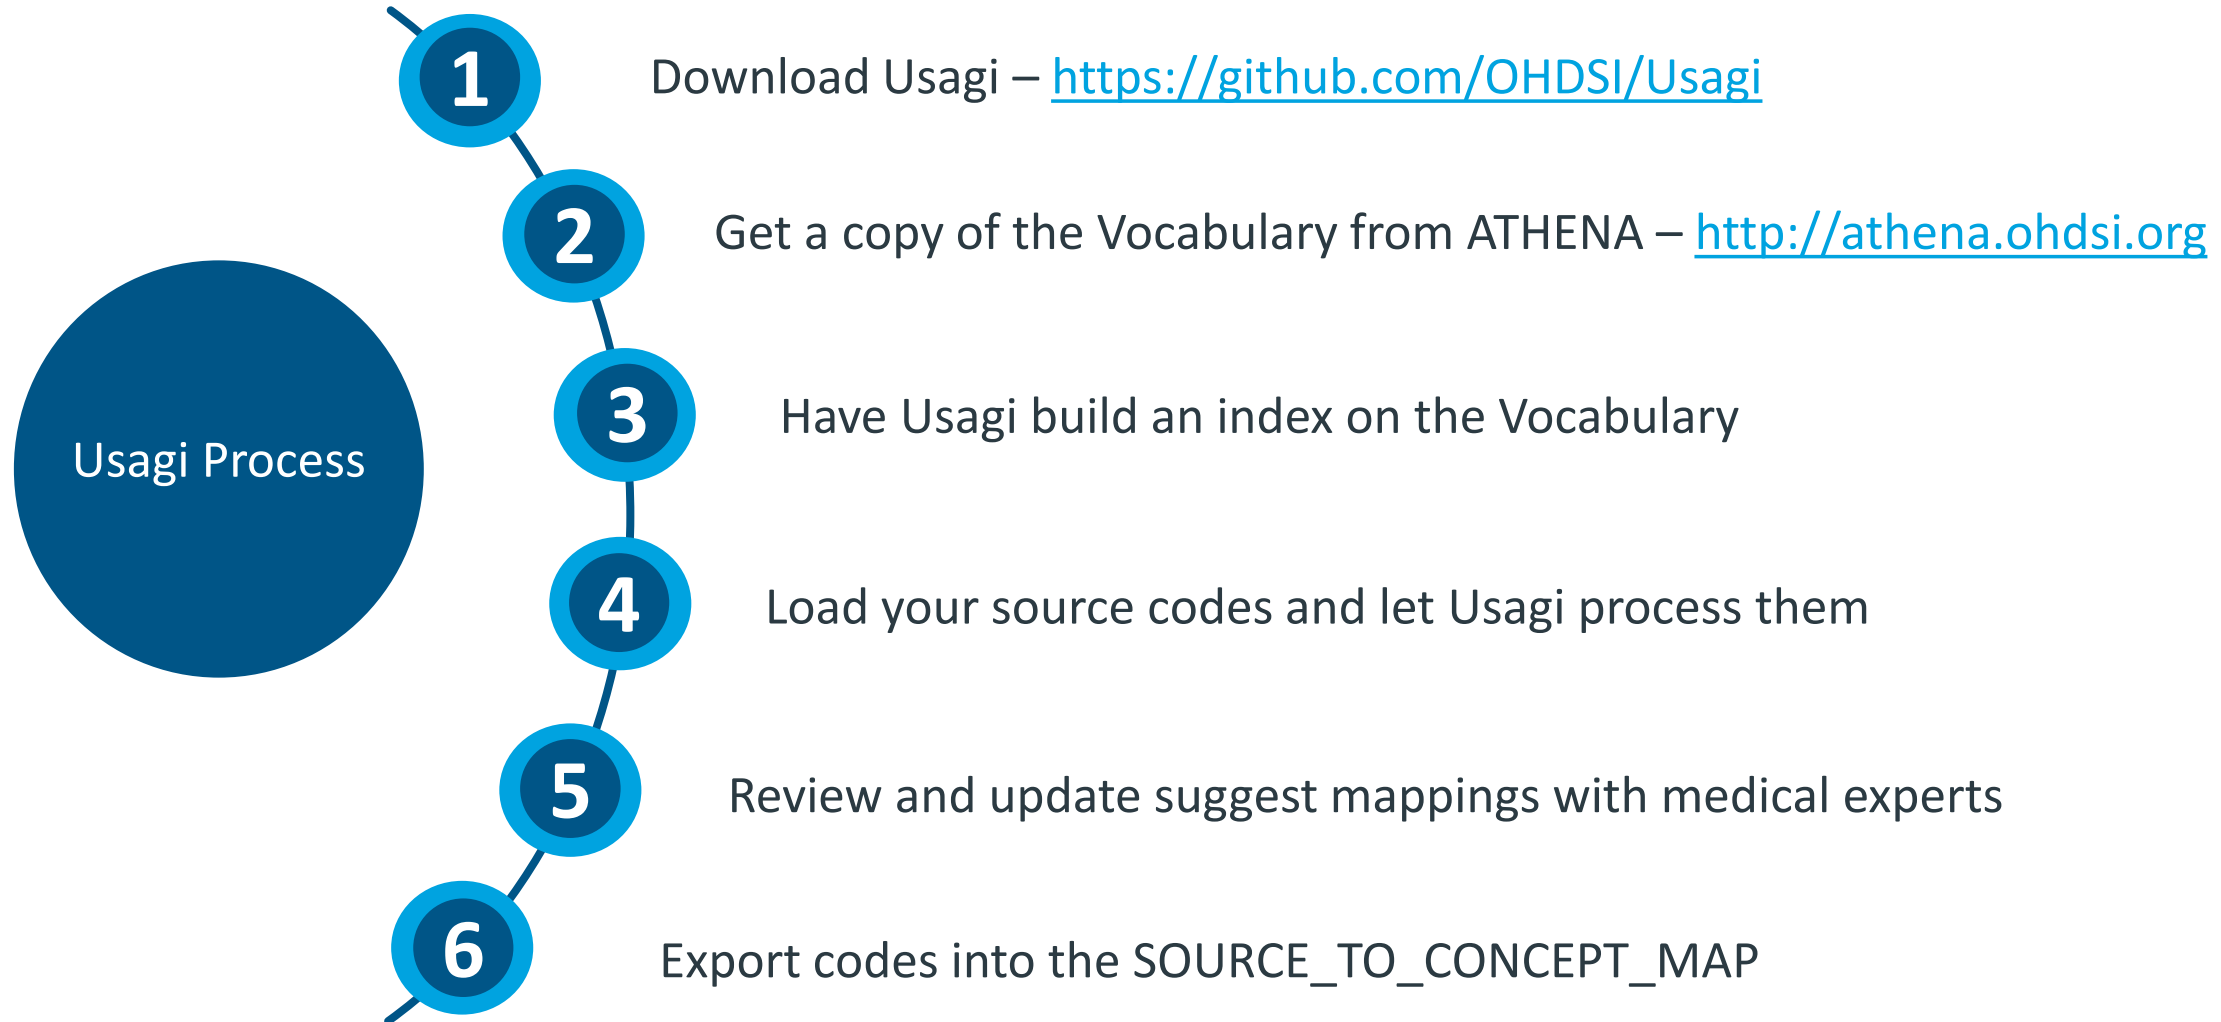 Usagi Process
1
Download Usagi – https://github.com/OHDSI/Usagi
2
Get a copy of the Vocabulary from ATHENA – http://athena.ohdsi.org
3
Have Usagi build an index on the Vocabulary
4
Load your source codes and let Usagi process them
5
Review and update suggest mappings with medical experts
6
Export codes into the SOURCE_TO_CONCEPT_MAP